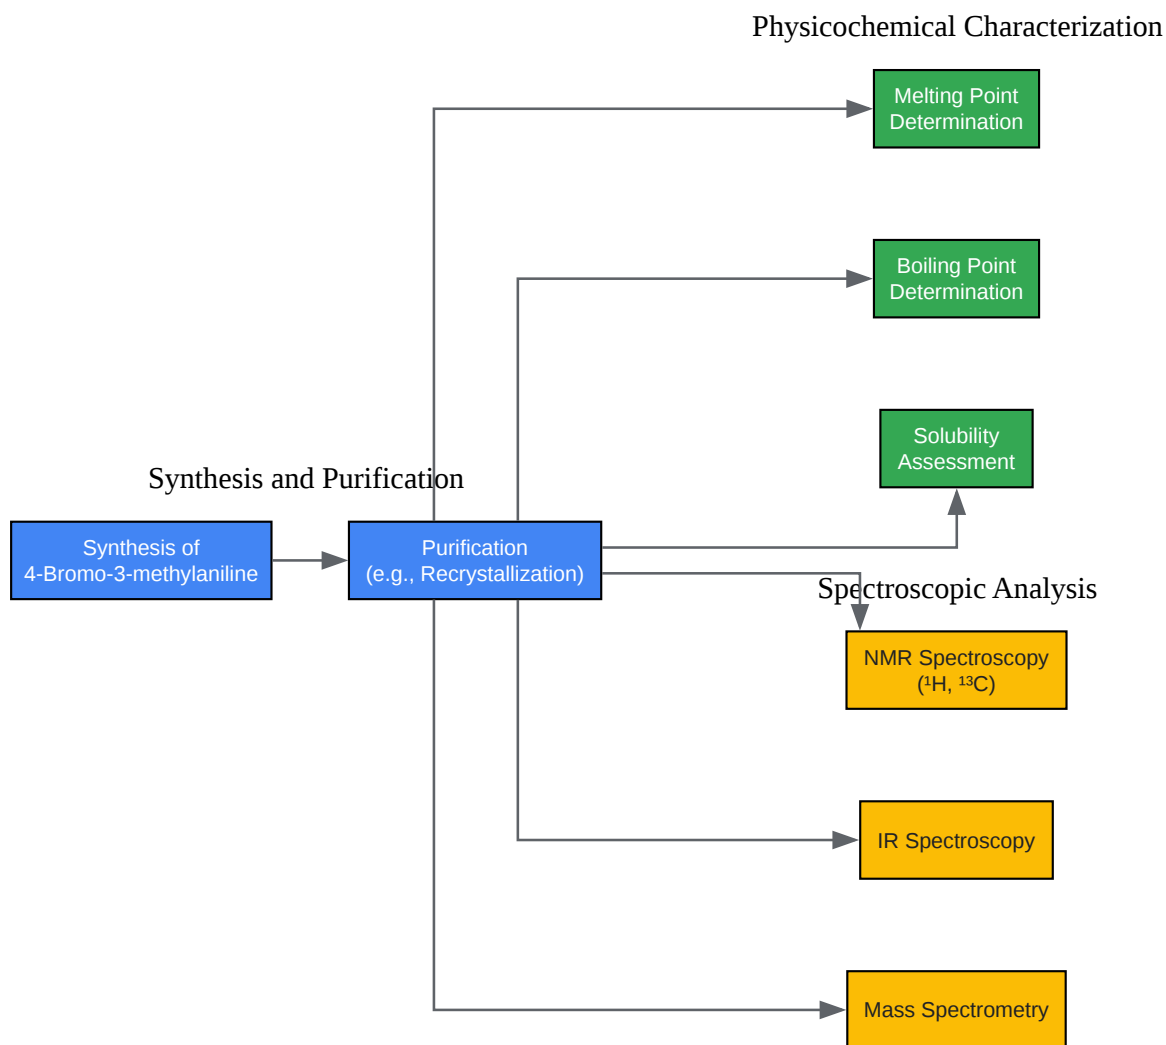 Physicochemical Characterization
Melting Point
Determination
Boiling Point
Determination
Solubility
Assessment
Synthesis and Purification
Synthesis of
4-Bromo-3-methylaniline
Purification
(e.g., Recrystallization)
Spectroscopic Analysis
NMR Spectroscopy
(¹H, ¹³C)
IR Spectroscopy
Mass Spectrometry